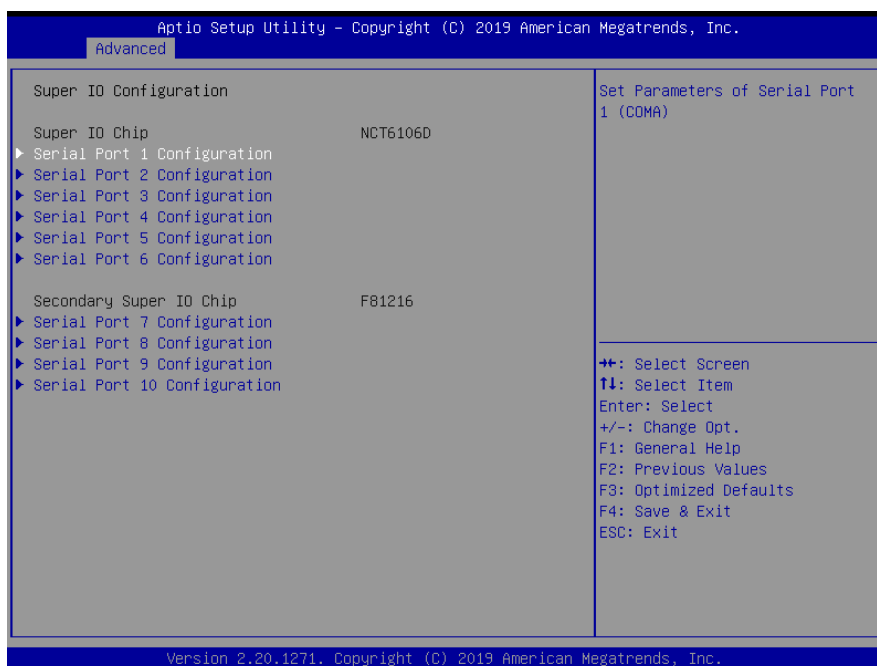 Aptio Setup Utility – Copyright (C) 2019 American Megatrends, Inc.
Advanced
Super IO Configuration
Super IO Chip NCT6106D
Serial Port 1 Configuration
Serial Port 2 Configuration
Serial Port 3 Configuration
Serial Port 4 Configuration
Serial Port 5 Configuration
Serial Port 6 Configuration
Secondary Super IO Chip F81216
Serial Port 7 Configuration
Serial Port 8 Configuration
Serial Port 9 Configuration
Serial Port 10 Configuration
Set Parameters of Serial Port
1 (COMA)
→←: Select Screen
↑↓: Select Item
Enter: Select
+/-: Change Opt.
F1: General Help
F2: Previous Values
F3: Optimized Defaults
F4: Save & Exit
ESC: Exit
Version 2.20.1271. Copyright (C) 2019 American Megatrends, Inc.